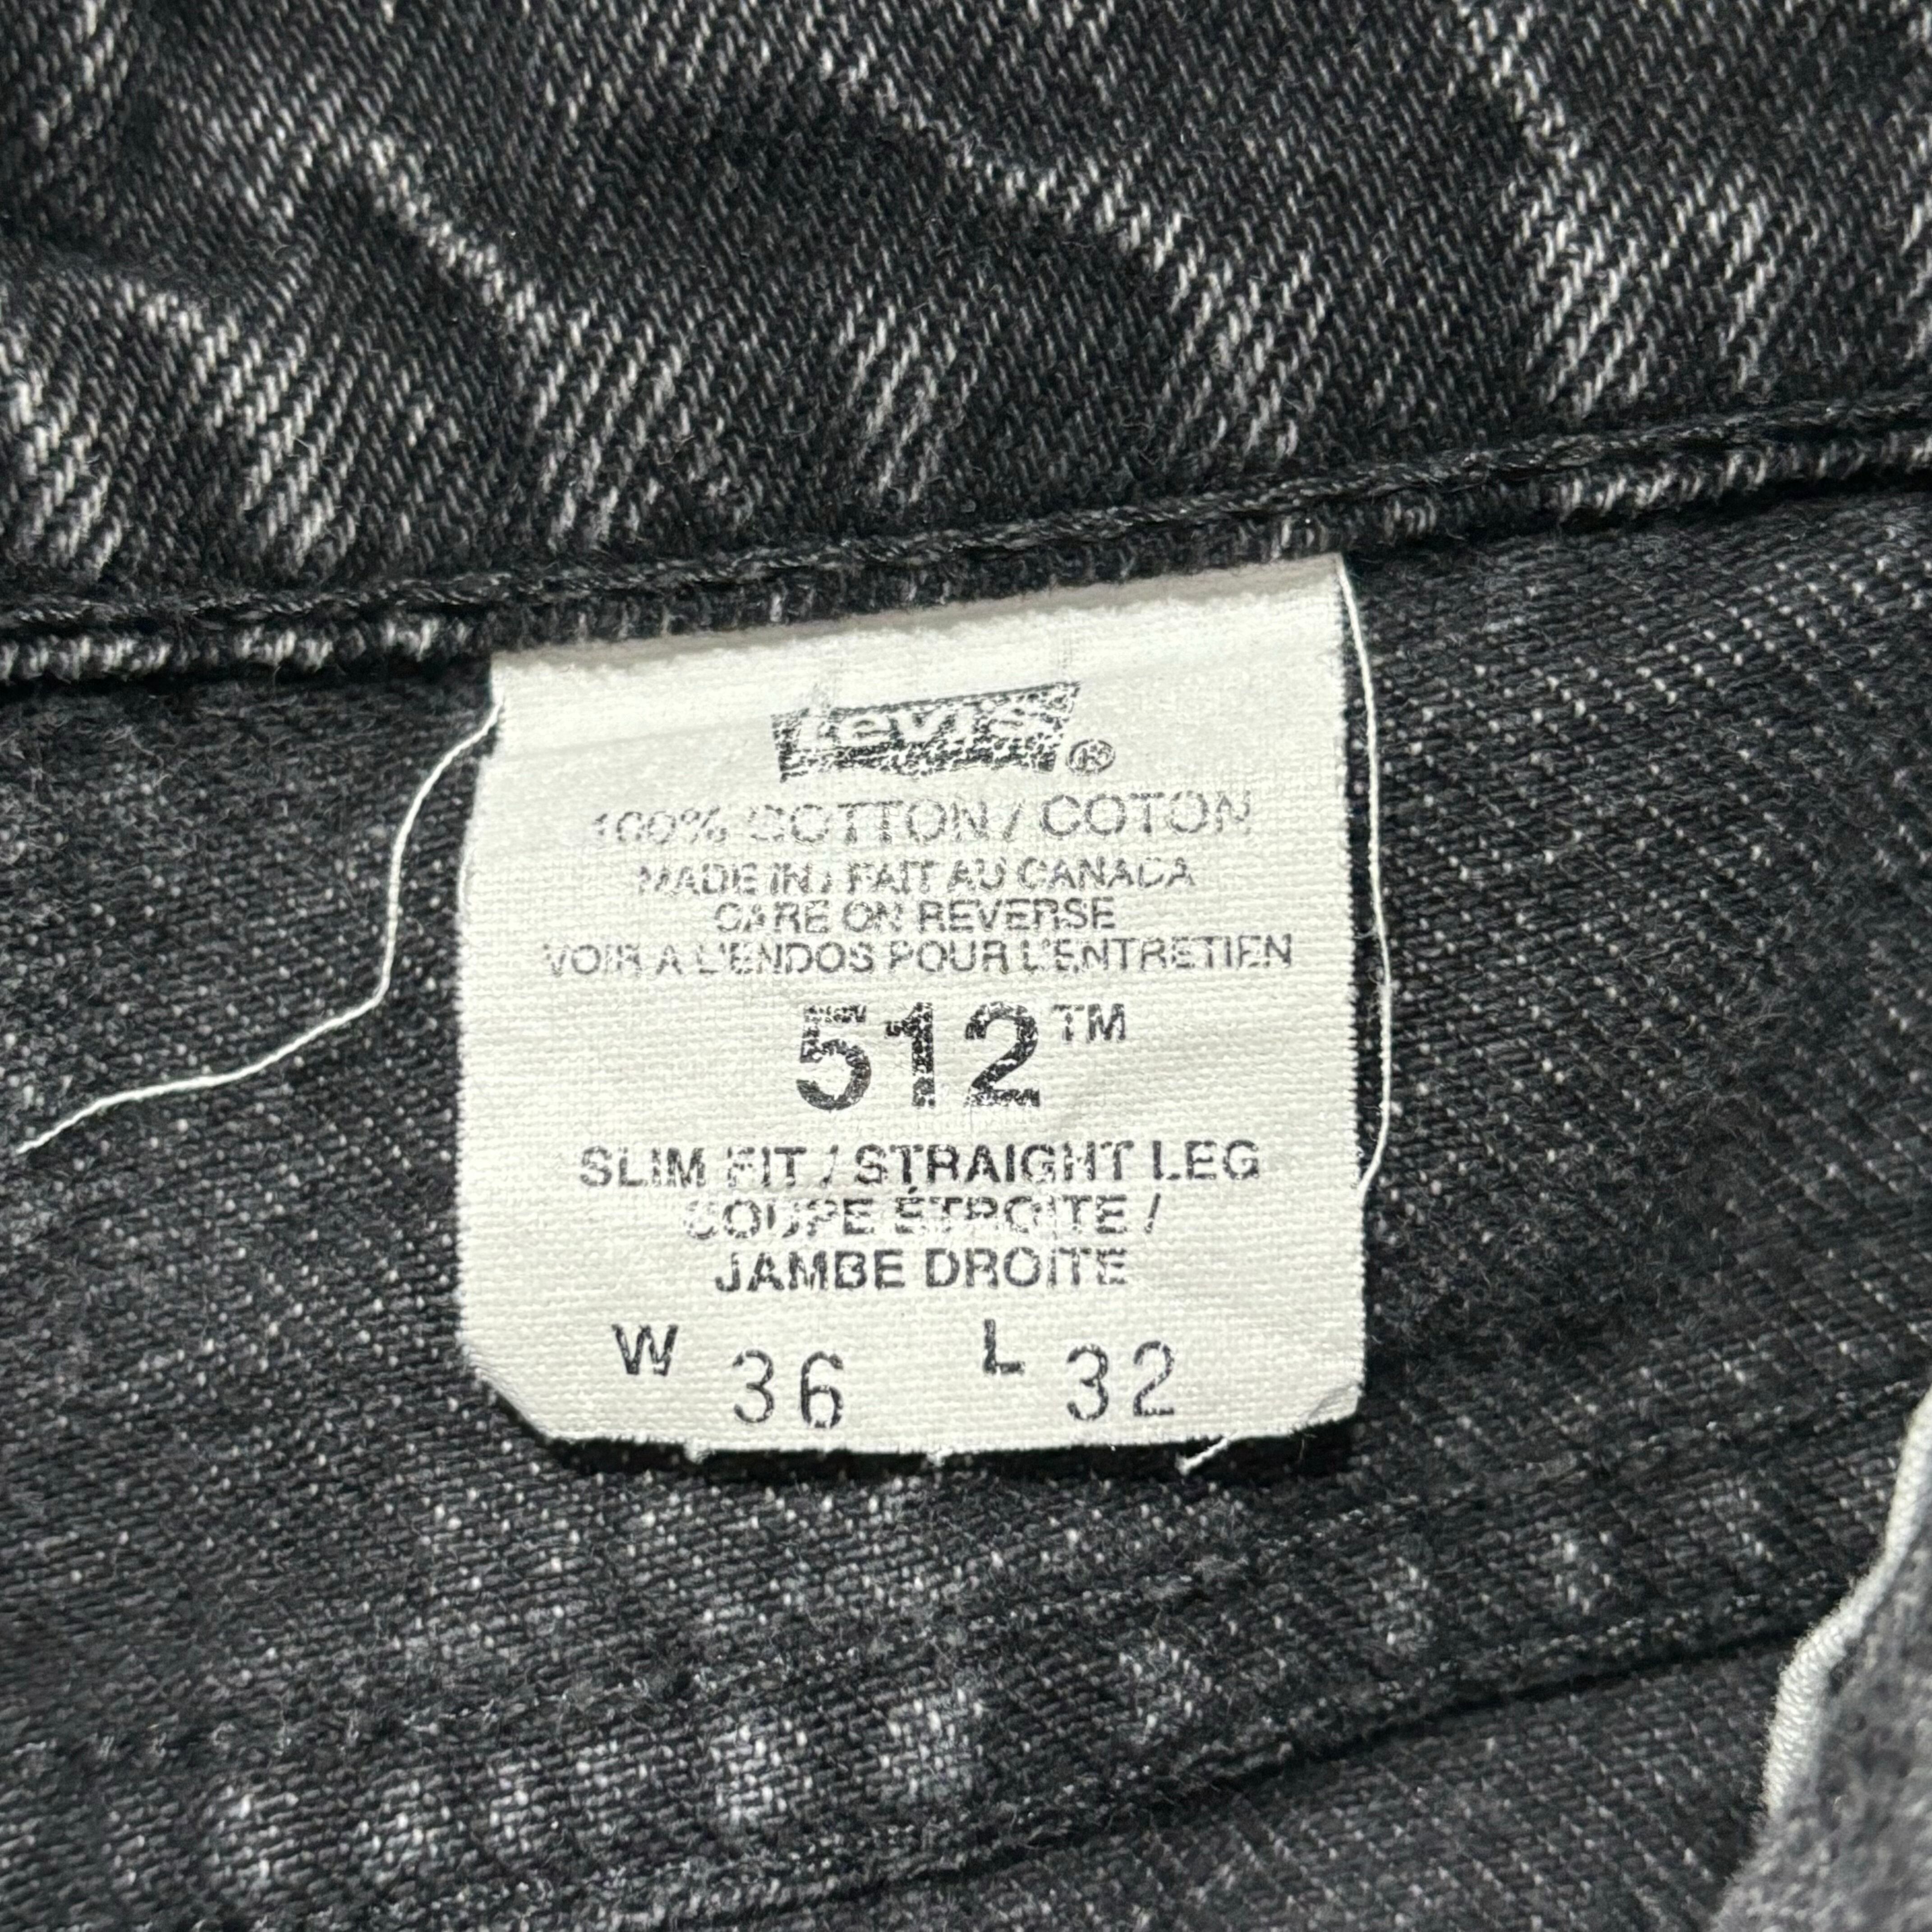 Levi's®
100% COTTON / COTON
MADE IN / FAIT AU CANADA
CARE ON REVERSE
VOIR A L'ENDOS POUR L'ENTRETIEN
512™
SLIM FIT / STRAIGHT LEG
COUPE ÉTROITE /
JAMBE DROITE
W 36 L 32